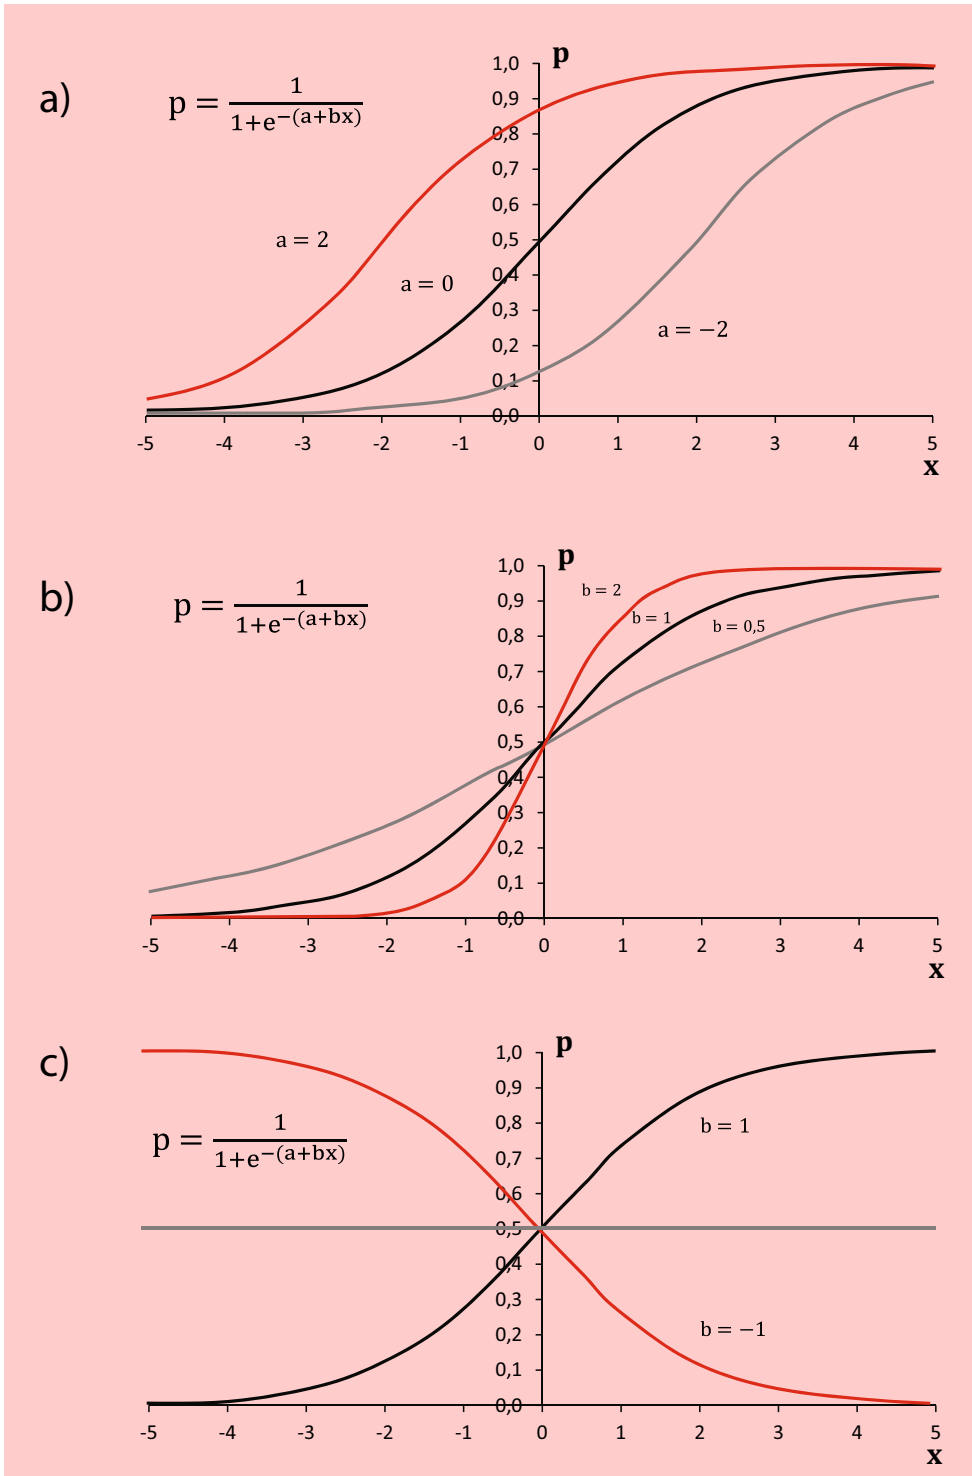 p
1,0
a)
p = 1
1+e−(a+bx)
0,9
0,8
0,7
0,6
a = 2
0,5
a = 0
0,4
0,3
a = −2
0,2
0,1
0,0
-5 -4 -3 -2 -1 0 1 2 3 4 5
x
p
1,0
b)
p = 1
1+e−(a+bx)
b = 2
0,9
b = 1
b = 0,5
0,8
0,7
0,6
0,5
0,4
0,3
0,2
0,1
0,0
-5 -4 -3 -2 -1 0 1 2 3 4 5
x
p
c)
1,0
0,9
p = 1
1+e−(a+bx)
0,8
b = 1
0,7
0,6
0,5
0,4
0,3
b = −1
0,2
0,1
0,0
-5 -4 -3 -2 -1 0 1 2 3 4 5
x